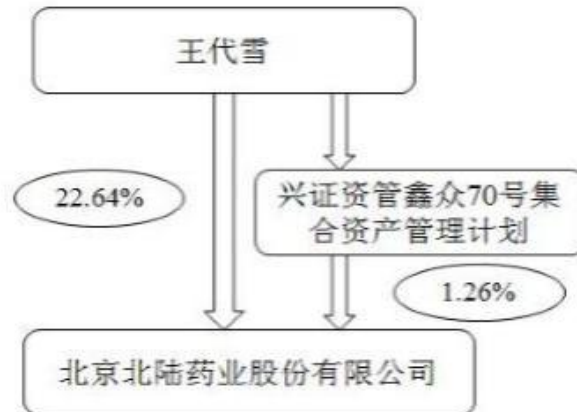 王代雪
22.64%
兴证资管鑫众70号集
合资产管理计划
1.26%
北京北陆药业股份有限公司